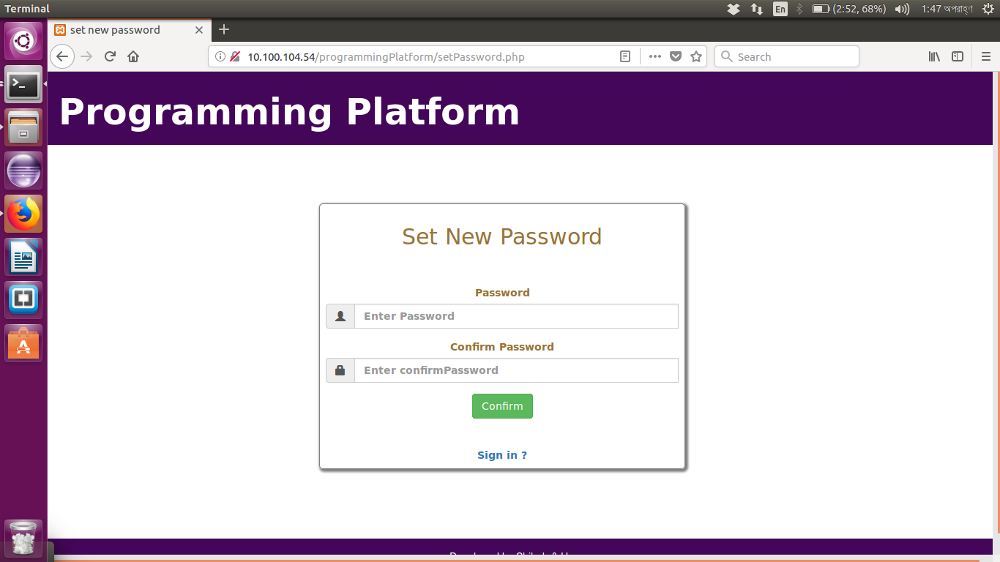 Terminal
En
(2:52, 68%)
1:47 অপরাহ্ণ
set new password
10.100.104.54/programmingPlatform/setPassword.php
Search
Programming Platform
Set New Password
Password
Enter Password
Confirm Password
Enter confirmPassword
Confirm
Sign in ?